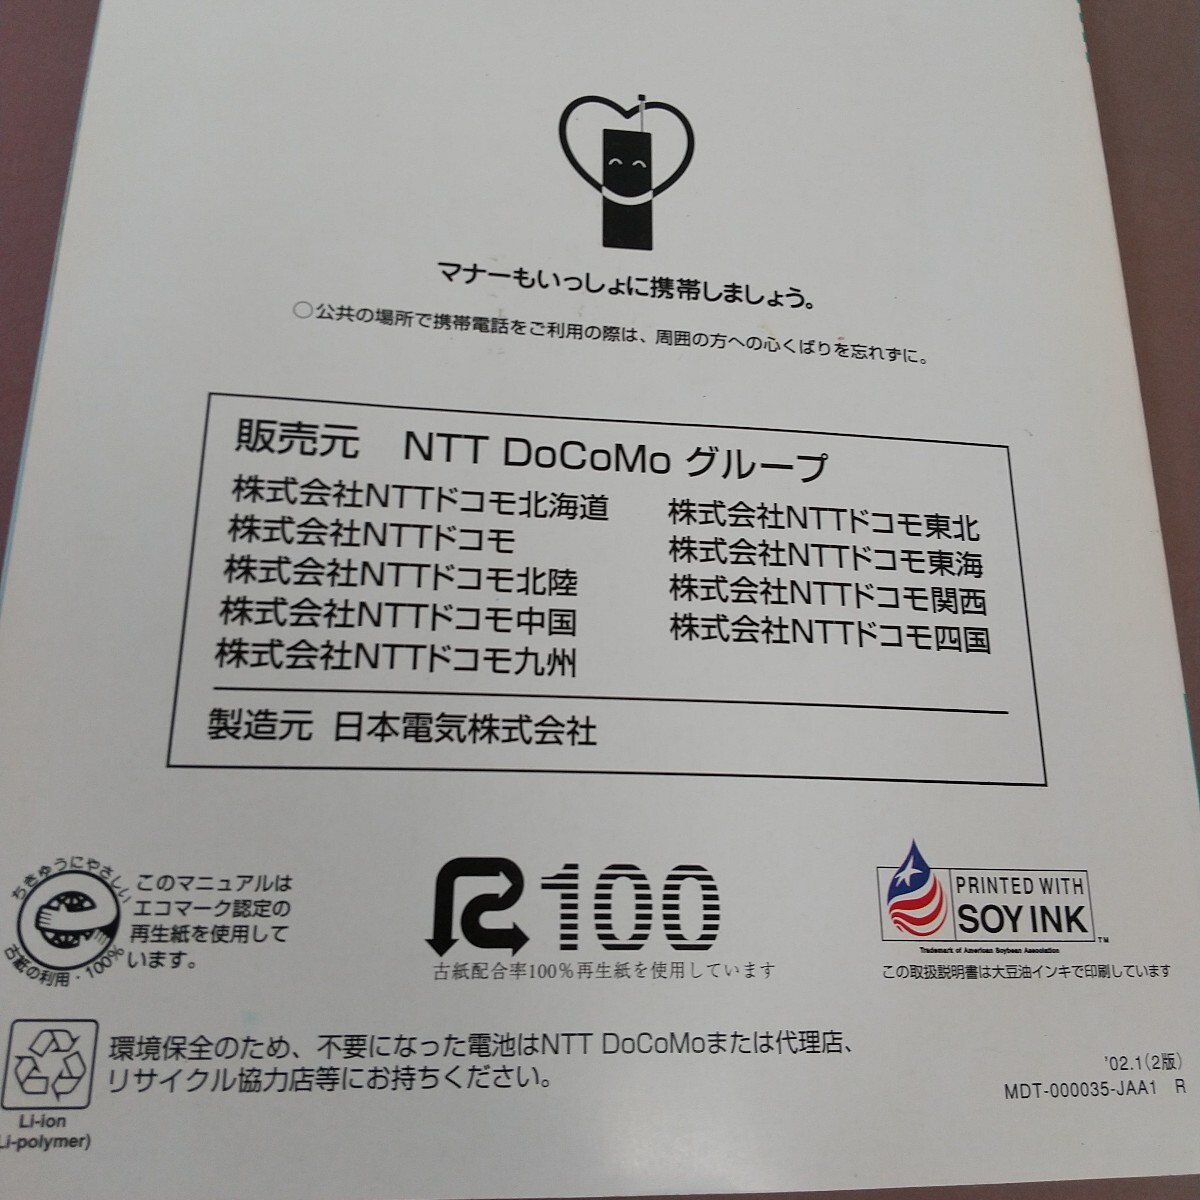 マナーもいっしょに携帯しましょう。
○公共の場所で携帯電話をご利用の際は、周囲の方への心くばりを忘れずに。
販売元 NTT DoCoMo グループ
株式会社NTTドコモ北海道 株式会社NTTドコモ東北
株式会社NTTドコモ 株式会社NTTドコモ東海
株式会社NTTドコモ北陸 株式会社NTTドコモ関西
株式会社NTTドコモ中国 株式会社NTTドコモ四国
株式会社NTTドコモ九州
製造元 日本電気株式会社
ちきゅうにやさしい
古紙の利用・100%
このマニュアルは
エコマーク認定の
再生紙を使用して
います。
R100
古紙配合率100%再生紙を使用しています
PRINTED WITH
SOY INK ™
Trademark of American Soybean Association
この取扱説明書は大豆油インキで印刷しています
環境保全のため、不要になった電池はNTT DoCoMoまたは代理店、
リサイクル協力店等にお持ちください。
Li-ion
Li-polymer)
'02.1(2版)
MDT-000035-JAA1 R